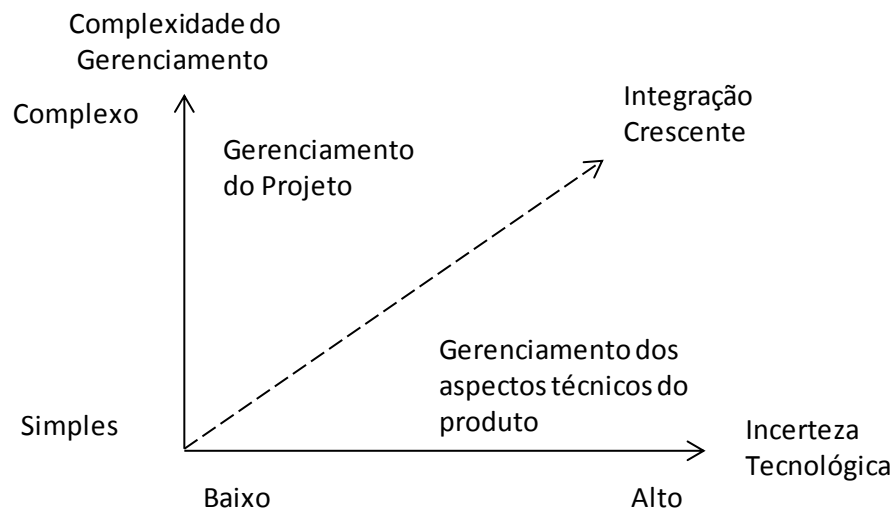 Complexidade do
Gerenciamento
Complexo
Integração
Crescente
Gerenciamento
do Projeto
Gerenciamento dos
aspectos técnicos do
produto
Simples
Incerteza
Tecnológica
Baixo
Alto